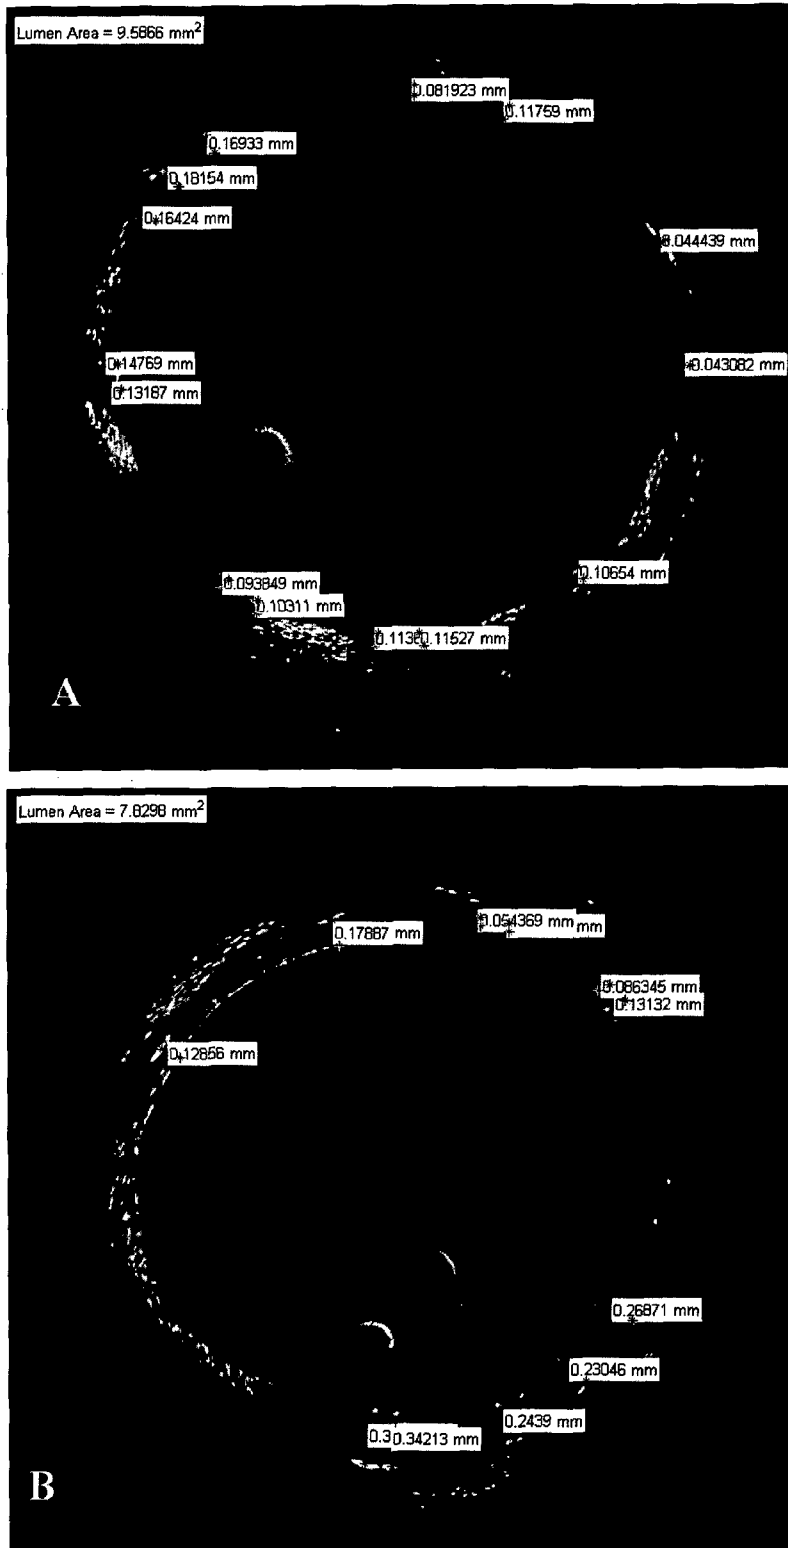 Lumen Area = 9.5866 mm²
0.081923 mm
0.11759 mm
0.16933 mm
0.18154 mm
0.16424 mm
0.044439 mm
0.14769 mm
0.043082 mm
0.13187 mm
0.10654 mm
0.093849 mm
0.10311 mm
0.11527 mm
A
Lumen Area = 7.8298 mm²
0.054369 mm
mm
0.17887 mm
0.086345 mm
0.13132 mm
0.12856 mm
0.26871 mm
0.23046 mm
0.2439 mm
0.34213 mm
B